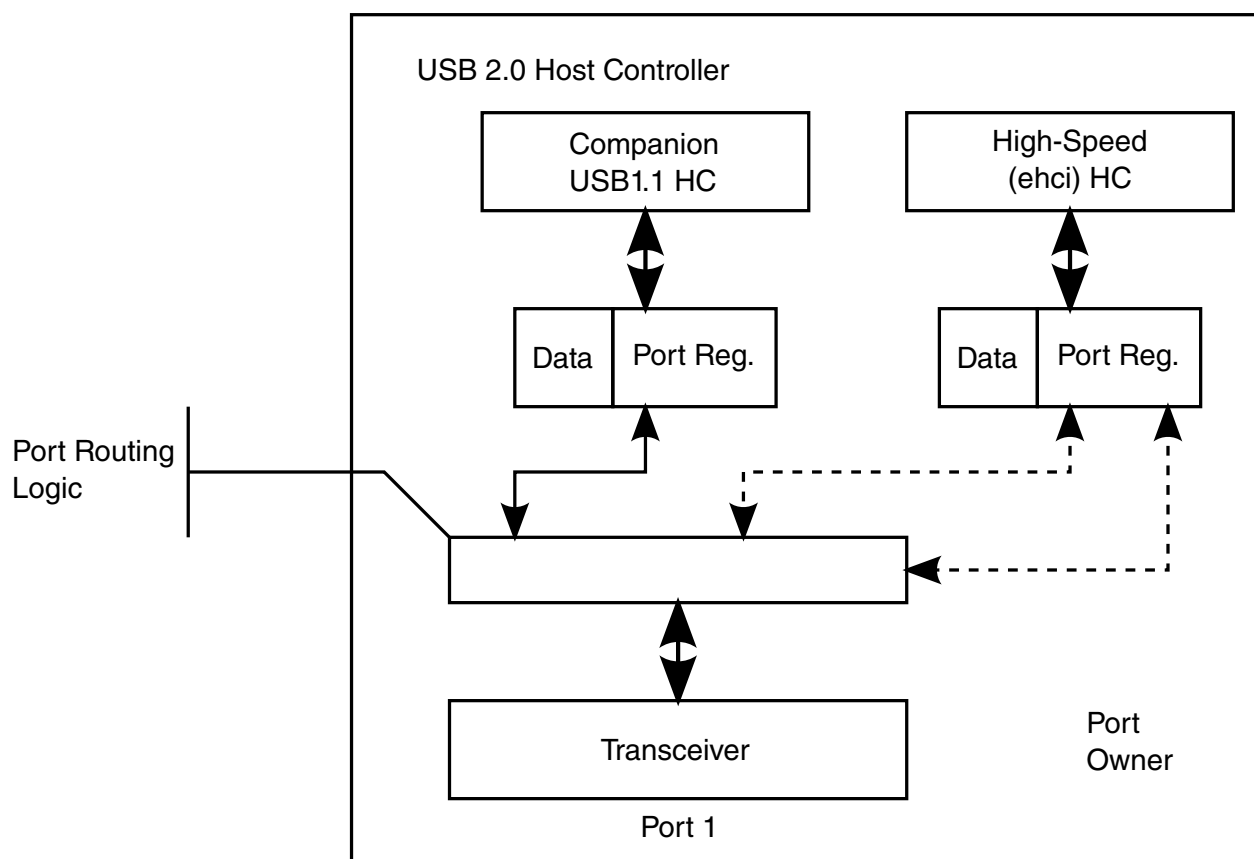 USB 2.0 Host Controller
Companion
USB1.1 HC
High-Speed
(ehci) HC
Data
Port Reg.
Data
Port Reg.
Port Routing
Logic
Transceiver
Port 1
Port
Owner